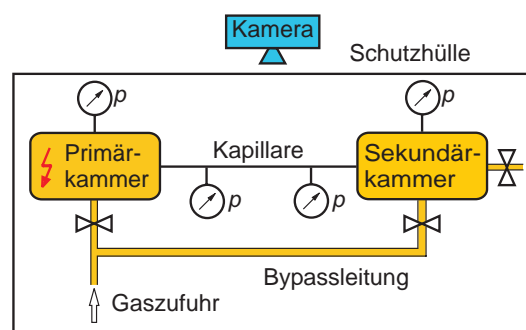 Kamera
Schutzhülle
p
p
Primär-
kammer
Kapillare
Sekundär-
kammer
p
p
Bypassleitung
Gaszufuhr